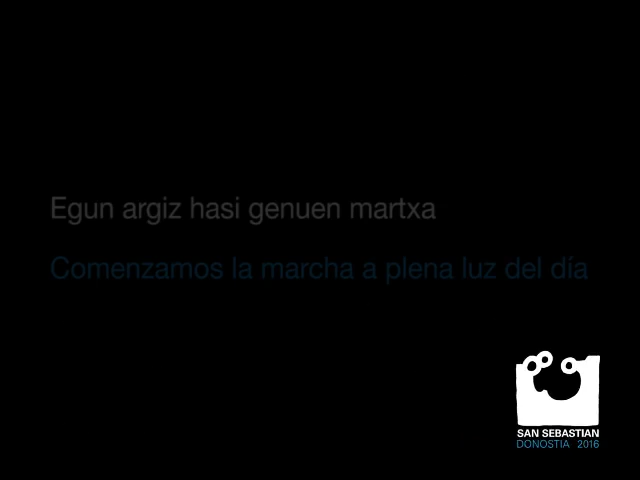 Egun argiz hasi genuen martxa
Comenzamos la marcha a plena luz del día
SAN SEBASTIAN
DONOSTIA 2016